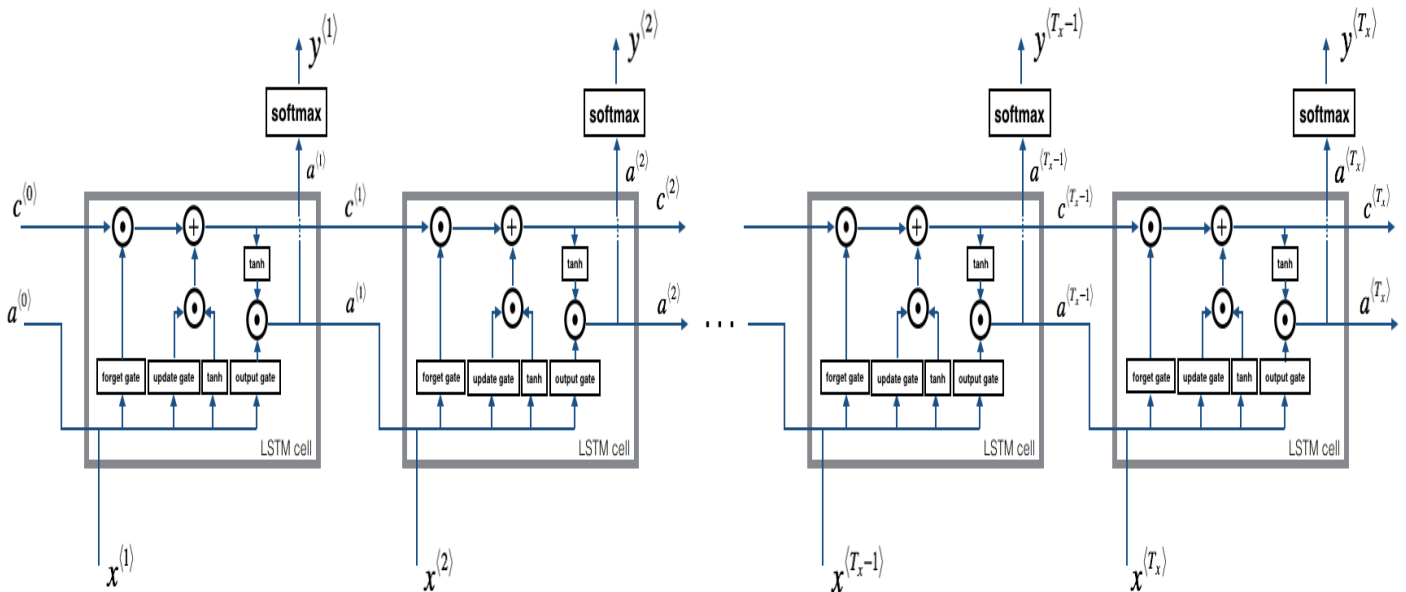 y⟨1⟩ y⟨2⟩ y⟨Tx−1⟩ y⟨Tx⟩
softmax softmax softmax softmax
a⟨1⟩ a⟨2⟩ a⟨Tx−1⟩ a⟨Tx⟩
c⟨0⟩ c⟨1⟩ c⟨2⟩ c⟨Tx−1⟩ c⟨Tx⟩
+ + + +
tanh tanh tanh tanh
a⟨0⟩ a⟨1⟩ a⟨2⟩ a⟨Tx−1⟩ a⟨Tx⟩
...
forget gate update gate tanh output gate forget gate update gate tanh output gate forget gate update gate tanh output gate forget gate update gate tanh output gate
LSTM cell LSTM cell LSTM cell LSTM cell
x⟨1⟩ x⟨2⟩ x⟨Tx−1⟩ x⟨Tx⟩